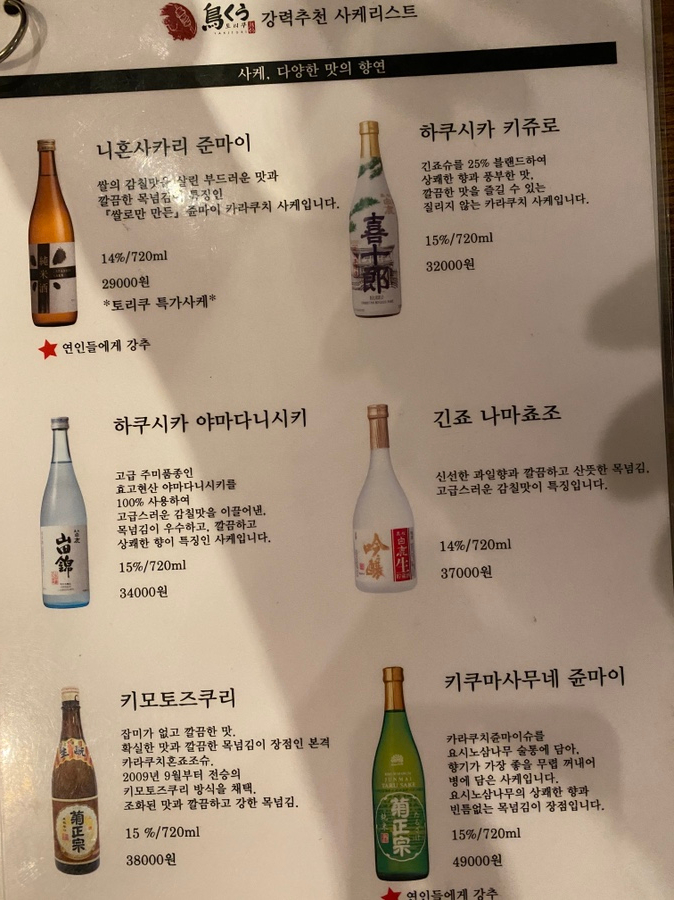 鳥くう 강력추천 사케리스트
토리쿠
사케, 다양한 맛의 향연
니혼사카리 준마이
쌀의 감칠맛을 살린 부드러운 맛과
깔끔한 목넘김이 특징인
『쌀로만 만든』 쥰마이 카라쿠치 사케입니다.
14%/720ml
29000원
*토리쿠 특가사케*
연인들에게 강추
純米酒
하쿠시카 키쥬로
긴죠슈를 25% 블랜드하여
상쾌한 향과 풍부한 맛,
깔끔한 맛을 즐길 수 있는
질리지 않는 카라쿠치 사케입니다.
15%/720ml
32000원
喜十郎
하쿠시카 야마다니시키
고급 주미품종인
효고현산 야마다니시키를
100% 사용하여
고급스러운 감칠맛을 이끌어낸,
목넘김이 우수하고, 깔끔하고
상쾌한 향이 특징인 사케입니다.
15%/720ml
34000원
山田錦
긴죠 나마쵸조
신선한 과일향과 깔끔하고 산뜻한 목넘김,
고급스러운 감칠맛이 특징입니다.
14%/720ml
37000원
吟醸
生
키모토즈쿠리
잡미가 없고 깔끔한 맛.
확실한 맛과 깔끔한 목넘김이 장점인 본격
카라쿠치혼죠조슈.
2009년 9월부터 전승의
키모토즈쿠리 방식을 채택.
조화된 맛과 깔끔하고 강한 목넘김.
15 %/720ml
38000원
菊正宗
키쿠마사무네 쥰마이
카라쿠치쥰마이슈를
요시노삼나무 술통에 담아,
향기가 가장 좋을 무렵 꺼내어
병에 담은 사케입니다.
요시노삼나무의 상쾌한 향과
빈틈없는 목넘김이 장점입니다.
15%/720ml
49000원
연인들에게 강추
JUNMAI
TARU SAKE
菊正宗